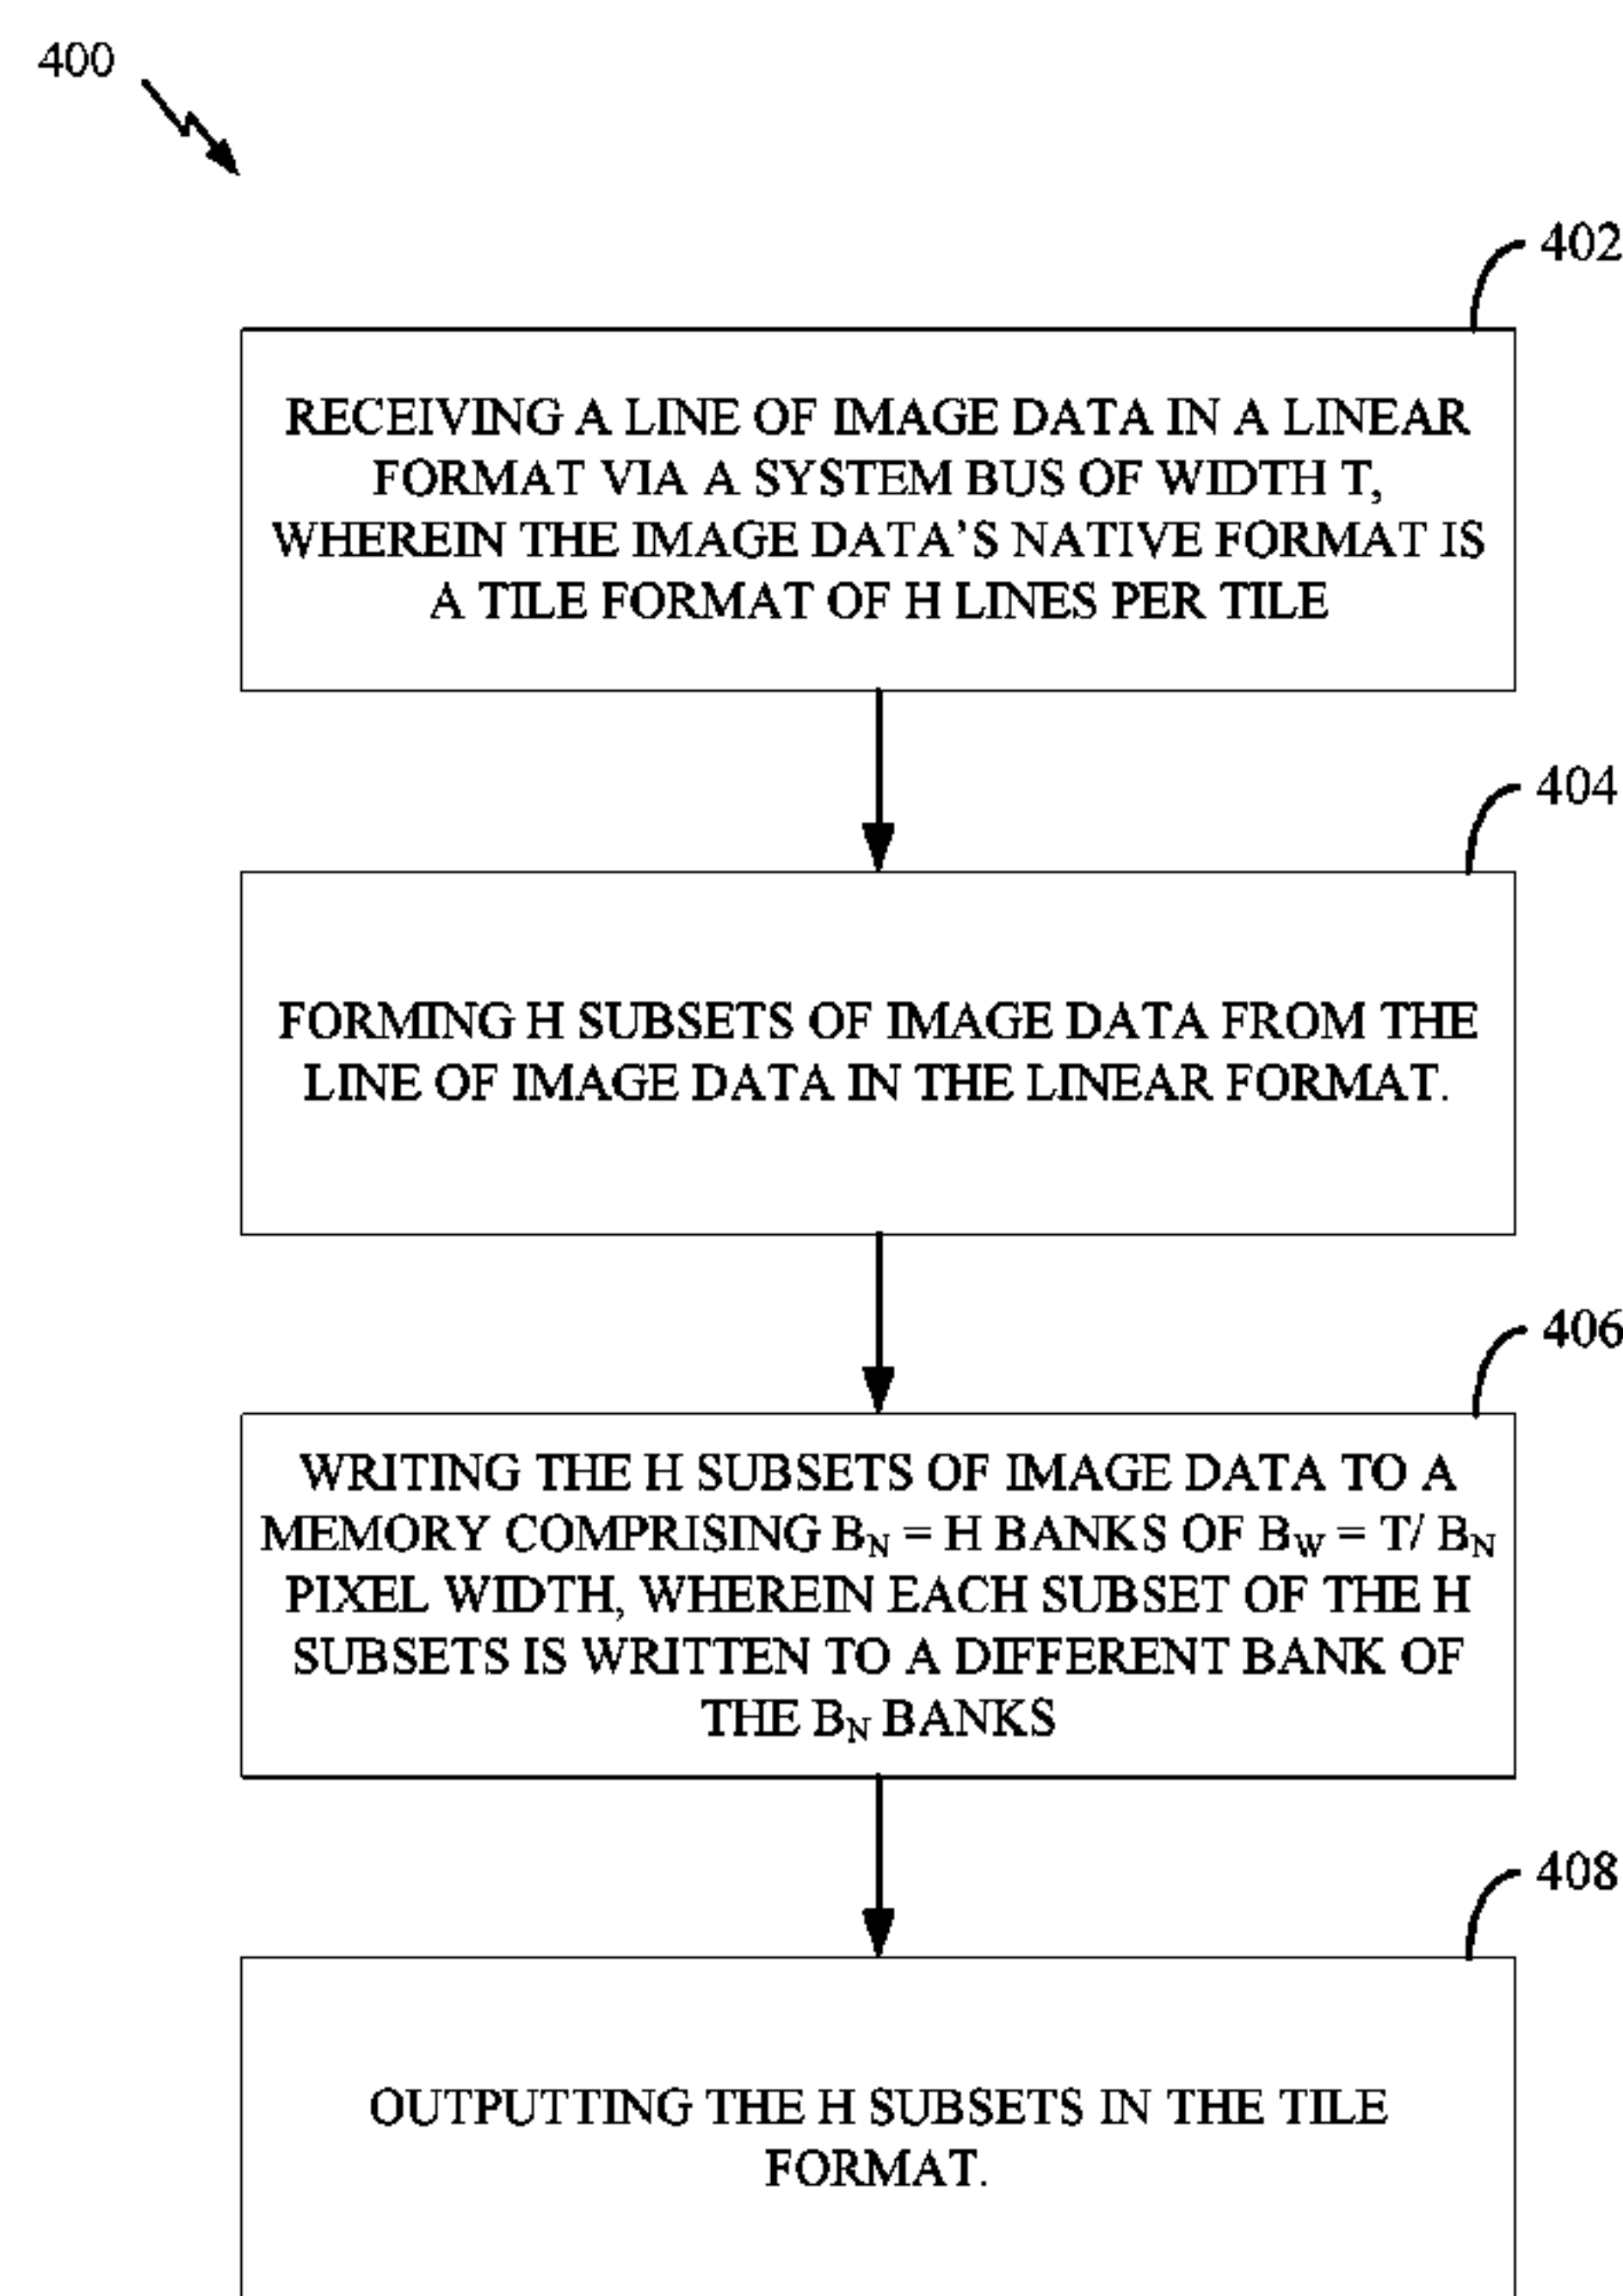 400
402
RECEIVING A LINE OF IMAGE DATA IN A LINEAR
FORMAT VIA A SYSTEM BUS OF WIDTH T,
WHEREIN THE IMAGE DATA'S NATIVE FORMAT IS
A TILE FORMAT OF H LINES PER TILE
404
FORMING H SUBSETS OF IMAGE DATA FROM THE
LINE OF IMAGE DATA IN THE LINEAR FORMAT.
406
WRITING THE H SUBSETS OF IMAGE DATA TO A
MEMORY COMPRISING B_N = H BANKS OF B_W = T/ B_N
PIXEL WIDTH, WHEREIN EACH SUBSET OF THE H
SUBSETS IS WRITTEN TO A DIFFERENT BANK OF
THE B_N BANKS
408
OUTPUTTING THE H SUBSETS IN THE TILE
FORMAT.